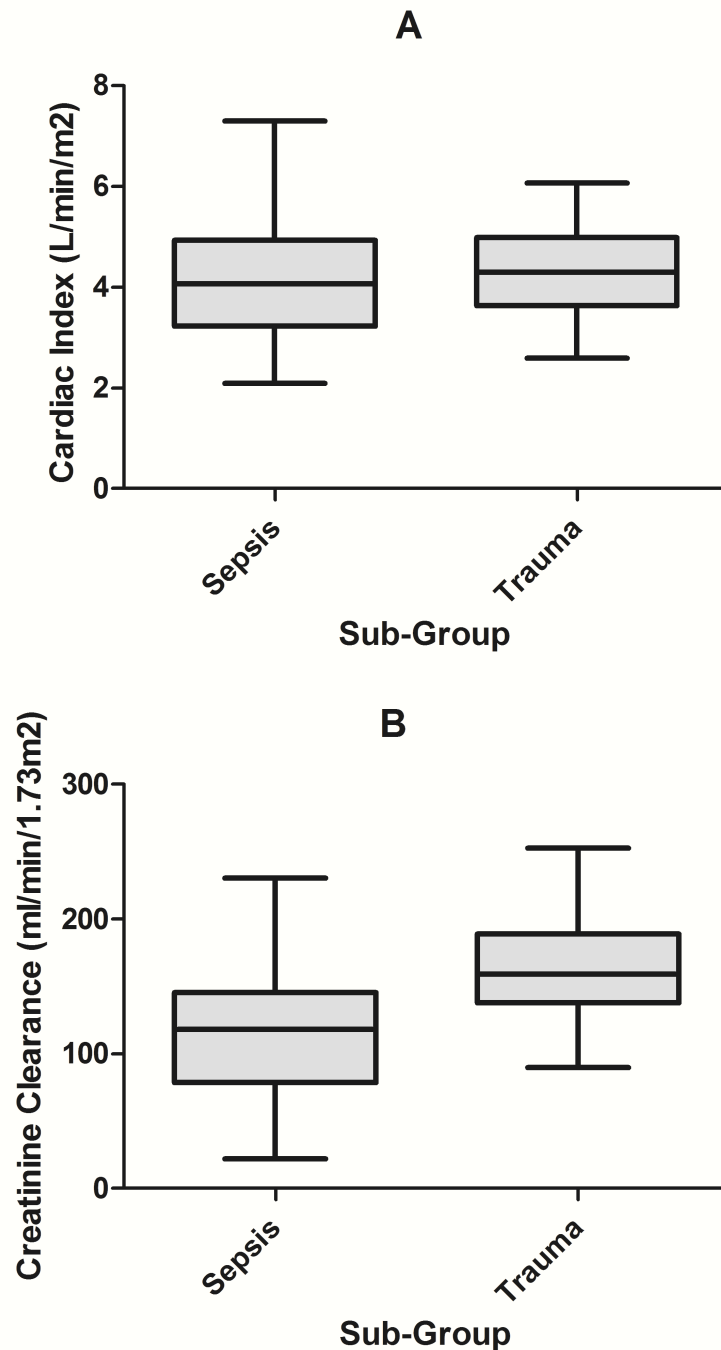 A
Cardiac Index (L/min/m2)
8
6
4
2
0
Sepsis
Trauma
Sub-Group
B
Creatinine Clearance (ml/min/1.73m2)
300
200
100
0
Sepsis
Trauma
Sub-Group